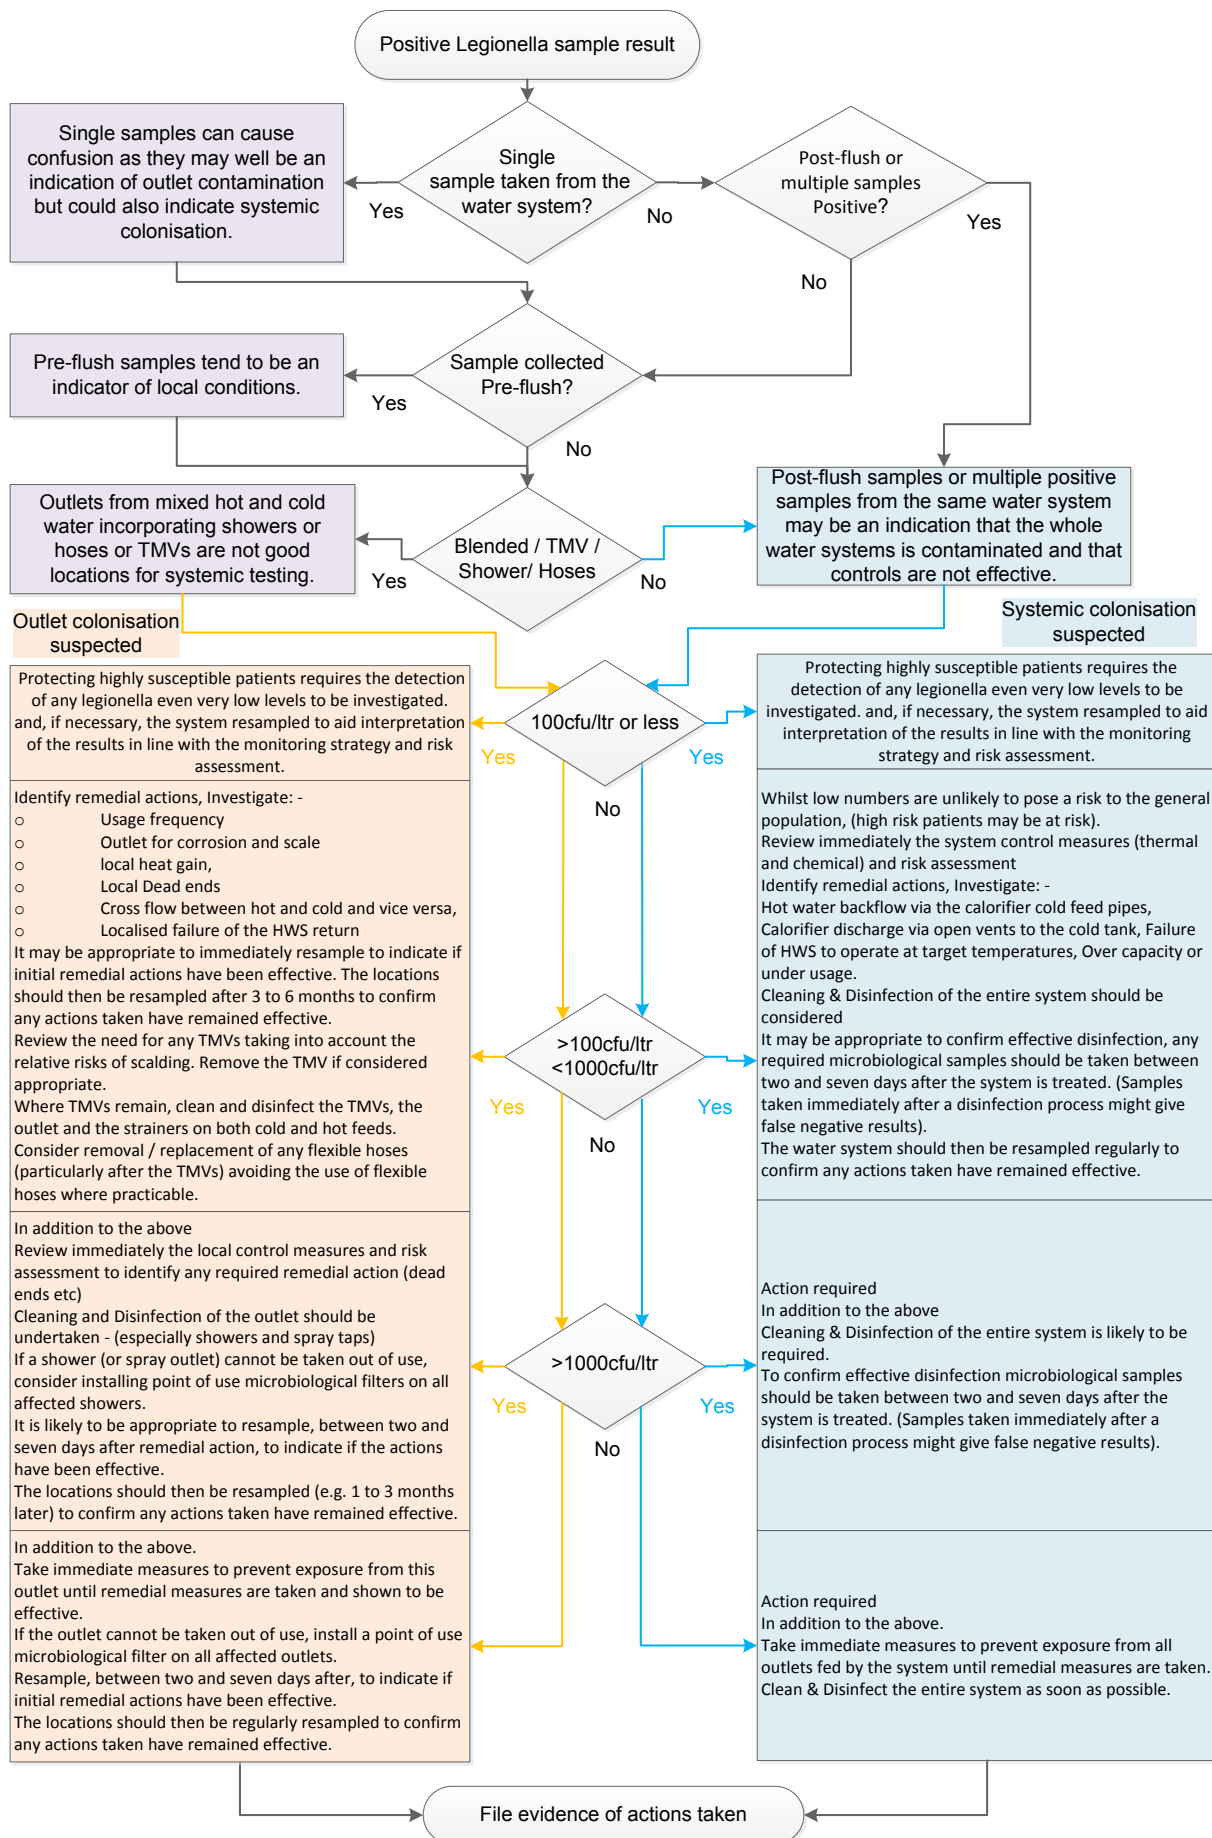 Positive Legionella sample result
Single samples can cause
confusion as they may well be an
indication of outlet contamination
but could also indicate systemic
colonisation.
Single
sample taken from the
water system?
Post-flush or
multiple samples
Positive?
Yes
No
Yes
No
Pre-flush samples tend to be an
indicator of local conditions.
Sample collected
Pre-flush?
Yes
No
Outlets from mixed hot and cold
water incorporating showers or
hoses or TMVs are not good
locations for systemic testing.
Blended / TMV /
Shower/ Hoses
Yes
No
Post-flush samples or multiple positive
samples from the same water system
may be an indication that the whole
water systems is contaminated and that
controls are not effective.
Outlet colonisation
suspected
Systemic colonisation
suspected
Protecting highly susceptible patients requires the
detection of any legionella even very low levels to be
investigated. and, if necessary, the system resampled to aid
interpretation of the results in line with the monitoring
strategy and risk assessment.
100cfu/ltr or less
Yes
Yes
No
Protecting highly susceptible patients requires the detection
of any legionella even very low levels to be investigated.
and, if necessary, the system resampled to aid interpretation
of the results in line with the monitoring strategy and risk
assessment.
Identify remedial actions, Investigate: -
o Usage frequency
o Outlet for corrosion and scale
o local heat gain,
o Local Dead ends
o Cross flow between hot and cold and vice versa,
o Localised failure of the HWS return
It may be appropriate to immediately resample to indicate if
initial remedial actions have been effective. The locations
should then be resampled after 3 to 6 months to confirm
any actions taken have remained effective.
Review the need for any TMVs taking into account the
relative risks of scalding. Remove the TMV if considered
appropriate.
Where TMVs remain, clean and disinfect the TMVs, the
outlet and the strainers on both cold and hot feeds.
Consider removal / replacement of any flexible hoses
(particularly after the TMVs) avoiding the use of flexible
hoses where practicable.
>100cfu/ltr
<1000cfu/ltr
Yes
Yes
No
Whilst low numbers are unlikely to pose a risk to the general
population, (high risk patients may be at risk).
Review immediately the system control measures (thermal
and chemical) and risk assessment
Identify remedial actions, Investigate: -
Hot water backflow via the calorifier cold feed pipes,
Calorifier discharge via open vents to the cold tank, Failure
of HWS to operate at target temperatures, Over capacity or
under usage.
Cleaning & Disinfection of the entire system should be
considered
It may be appropriate to confirm effective disinfection, any
required microbiological samples should be taken between
two and seven days after the system is treated. (Samples
taken immediately after a disinfection process might give
false negative results).
The water system should then be resampled regularly to
confirm any actions taken have remained effective.
In addition to the above
Review immediately the local control measures and risk
assessment to identify any required remedial action (dead
ends etc)
Cleaning and Disinfection of the outlet should be
undertaken - (especially showers and spray taps)
If a shower (or spray outlet) cannot be taken out of use,
consider installing point of use microbiological filters on all
affected showers.
It is likely to be appropriate to resample, between two and
seven days after remedial action, to indicate if the actions
have been effective.
The locations should then be resampled (e.g. 1 to 3 months
later) to confirm any actions taken have remained effective.
>1000cfu/ltr
Yes
Yes
No
Action required
In addition to the above
Cleaning & Disinfection of the entire system is likely to be
required.
To confirm effective disinfection microbiological samples
should be taken between two and seven days after the
system is treated. (Samples taken immediately after a
disinfection process might give false negative results).
In addition to the above.
Take immediate measures to prevent exposure from this
outlet until remedial measures are taken and shown to be
effective.
If the outlet cannot be taken out of use, install a point of use
microbiological filter on all affected outlets.
Resample, between two and seven days after, to indicate if
initial remedial actions have been effective.
The locations should then be regularly resampled to confirm
any actions taken have remained effective.
Action required
In addition to the above.
Take immediate measures to prevent exposure from all
outlets fed by the system until remedial measures are taken.
Clean & Disinfect the entire system as soon as possible.
File evidence of actions taken